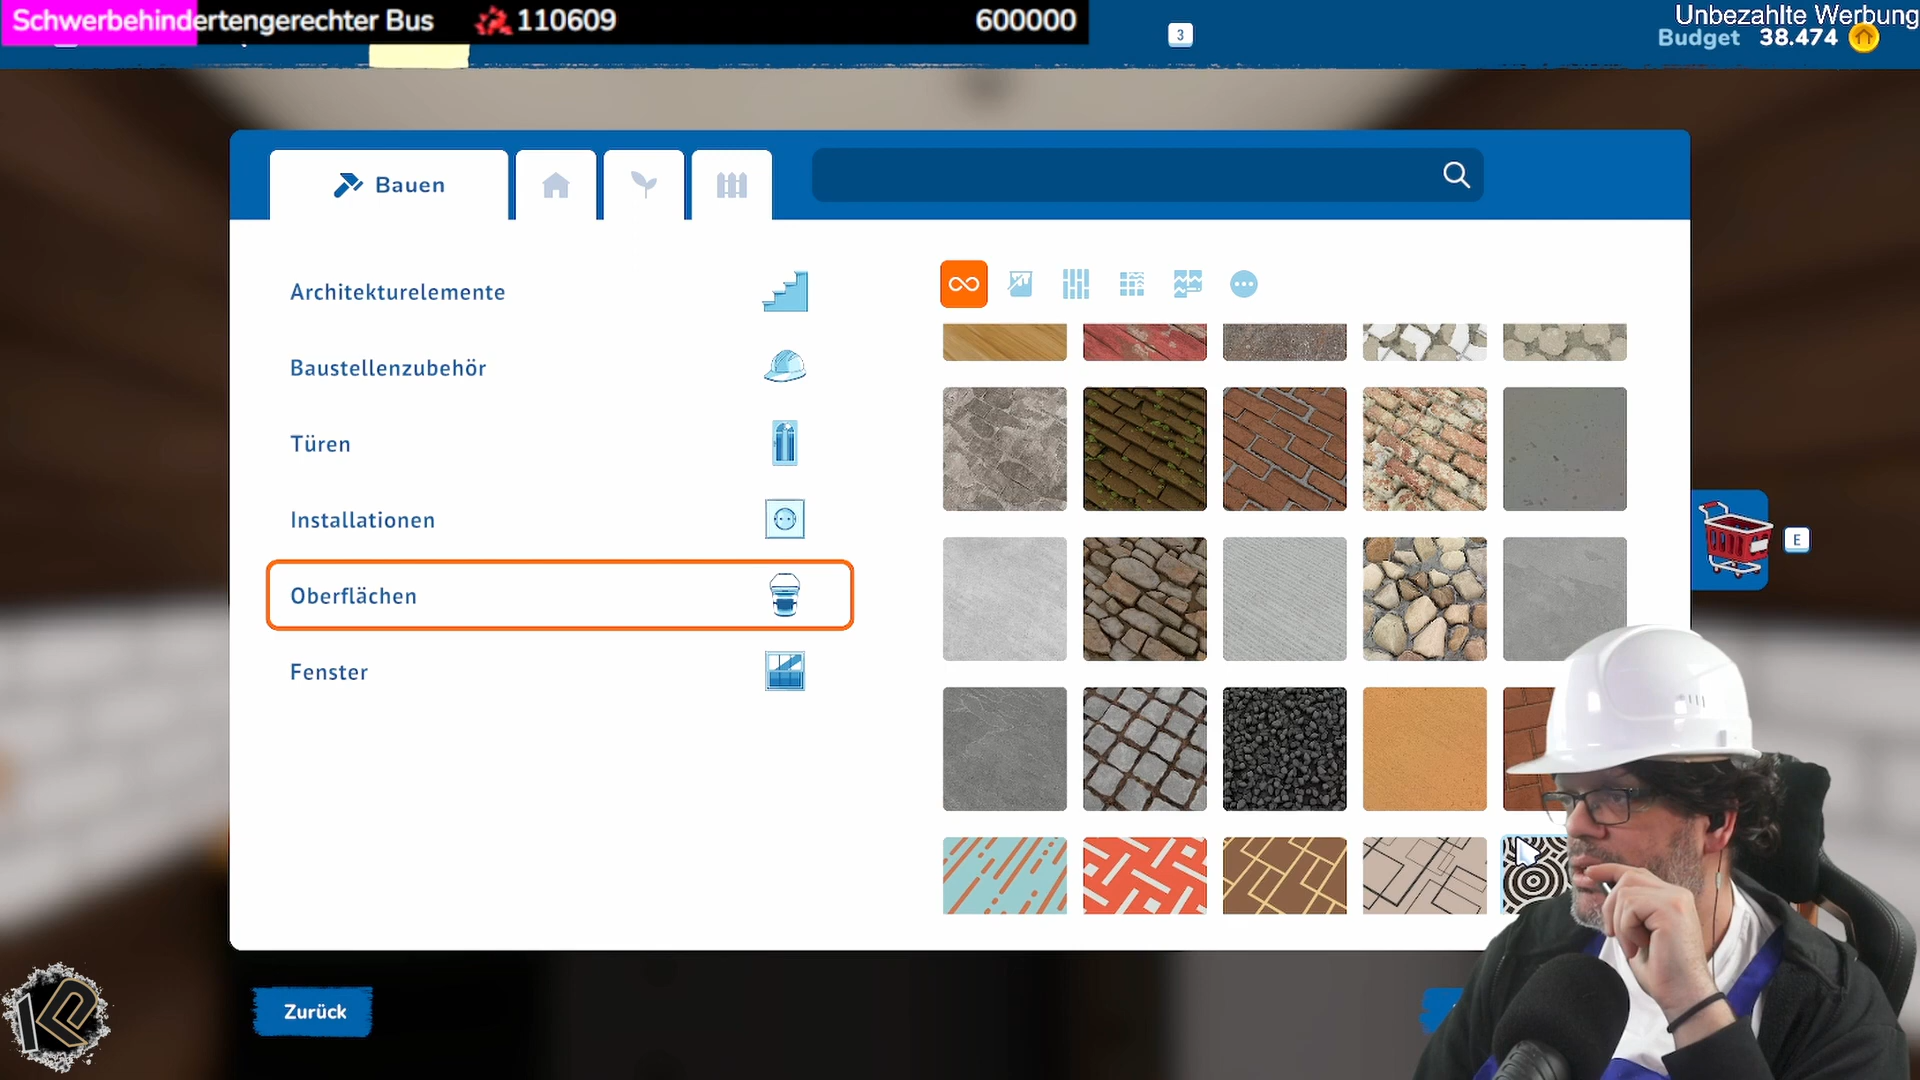 Schwerbehindertengerechter Bus 110609 600000
3
Unbezahlte Werbung
Budget 38.474
Bauen
Architekturelemente
Baustellenzubehör
Türen
Installationen
Oberflächen
Fenster
E
Zurück